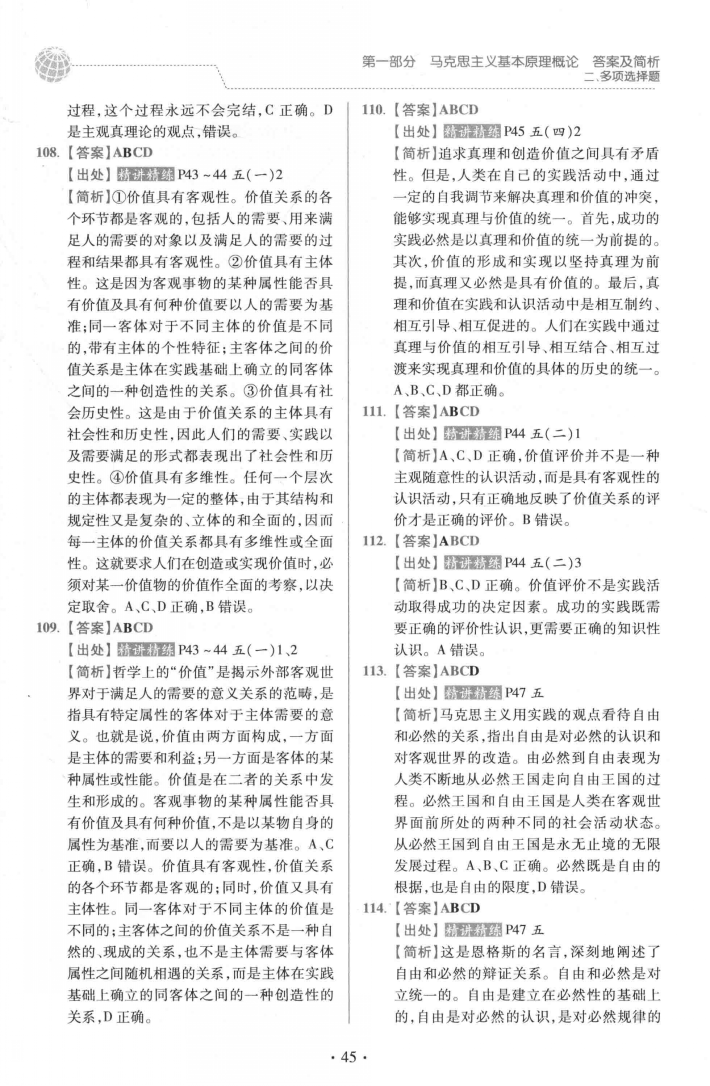 第一部分 马克思主义基本原理概论 答案及简析
二、多项选择题
过程,这个过程永远不会完结,C 正确。D
是主观真理论的观点,错误。
108. 【答案】ABCD
【出处】精讲精练 P43～44 五(一)2
【简析】①价值具有客观性。价值关系的各
个环节都是客观的,包括人的需要、用来满
足人的需要的对象以及满足人的需要的过
程和结果都具有客观性。②价值具有主体
性。这是因为客观事物的某种属性能否具
有价值及具有何种价值要以人的需要为基
准;同一客体对于不同主体的价值是不同
的,带有主体的个性特征;主客体之间的价
值关系是主体在实践基础上确立的同客体
之间的一种创造性的关系。③价值具有社
会历史性。这是由于价值关系的主体具有
社会性和历史性,因此人们的需要、实践以
及需要满足的形式都表现出了社会性和历
史性。④价值具有多维性。任何一个层次
的主体都表现为一定的整体,由于其结构和
规定性又是复杂的、立体的和全面的,因而
每一主体的价值关系都具有多维性或全面
性。这就要求人们在创造或实现价值时,必
须对某一价值物的价值作全面的考察,以决
定取舍。A、C、D 正确,B 错误。
109. 【答案】ABCD
【出处】精讲精练 P43～44 五(一)1、2
【简析】哲学上的“价值”是揭示外部客观世
界对于满足人的需要的意义关系的范畴,是
指具有特定属性的客体对于主体需要的意
义。也就是说,价值由两方面构成,一方面
是主体的需要和利益;另一方面是客体的某
种属性或性能。价值是在二者的关系中发
生和形成的。客观事物的某种属性能否具
有价值及具有何种价值,不是以某物自身的
属性为基准,而要以人的需要为基准。A、C
正确,B 错误。价值具有客观性,价值关系
的各个环节都是客观的;同时,价值又具有
主体性。同一客体对于不同主体的价值是
不同的;主客体之间的价值关系不是一种自
然的、现成的关系,也不是主体需要与客体
属性之间随机相遇的关系,而是主体在实践
基础上确立的同客体之间的一种创造性的
关系,D 正确。
110. 【答案】ABCD
【出处】精讲精练 P45 五(四)2
【简析】追求真理和创造价值之间具有矛盾
性。但是,人类在自己的实践活动中,通过
一定的自我调节来解决真理和价值的冲突,
能够实现真理与价值的统一。首先,成功的
实践必然是以真理和价值的统一为前提的。
其次,价值的形成和实现以坚持真理为前
提,而真理又必然是具有价值的。最后,真
理和价值在实践和认识活动中是相互制约、
相互引导、相互促进的。人们在实践中通过
真理与价值的相互引导、相互结合、相互过
渡来实现真理和价值的具体的历史的统一。
A、B、C、D 都正确。
111. 【答案】ABCD
【出处】精讲精练 P44 五(二)1
【简析】A、C、D 正确,价值评价并不是一种
主观随意性的认识活动,而是具有客观性的
认识活动,只有正确地反映了价值关系的评
价才是正确的评价。B 错误。
112. 【答案】ABCD
【出处】精讲精练 P44 五(二)3
【简析】B、C、D 正确。价值评价不是实践活
动取得成功的决定因素。成功的实践既需
要正确的评价性认识,更需要正确的知识性
认识。A 错误。
113. 【答案】ABCD
【出处】精讲精练 P47 五
【简析】马克思主义用实践的观点看待自由
和必然的关系,指出自由是对必然的认识和
对客观世界的改造。由必然到自由表现为
人类不断地从必然王国走向自由王国的过
程。必然王国和自由王国是人类在客观世
界面前所处的两种不同的社会活动状态。
从必然王国到自由王国是永无止境的无限
发展过程。A、B、C 正确。必然既是自由的
根据,也是自由的限度,D 错误。
114. 【答案】ABCD
【出处】精讲精练 P47 五
【简析】这是恩格斯的名言,深刻地阐述了
自由和必然的辩证关系。自由和必然是对
立统一的。自由是建立在必然性的基础上
的,自由是对必然的认识,是对必然规律的
· 45 ·